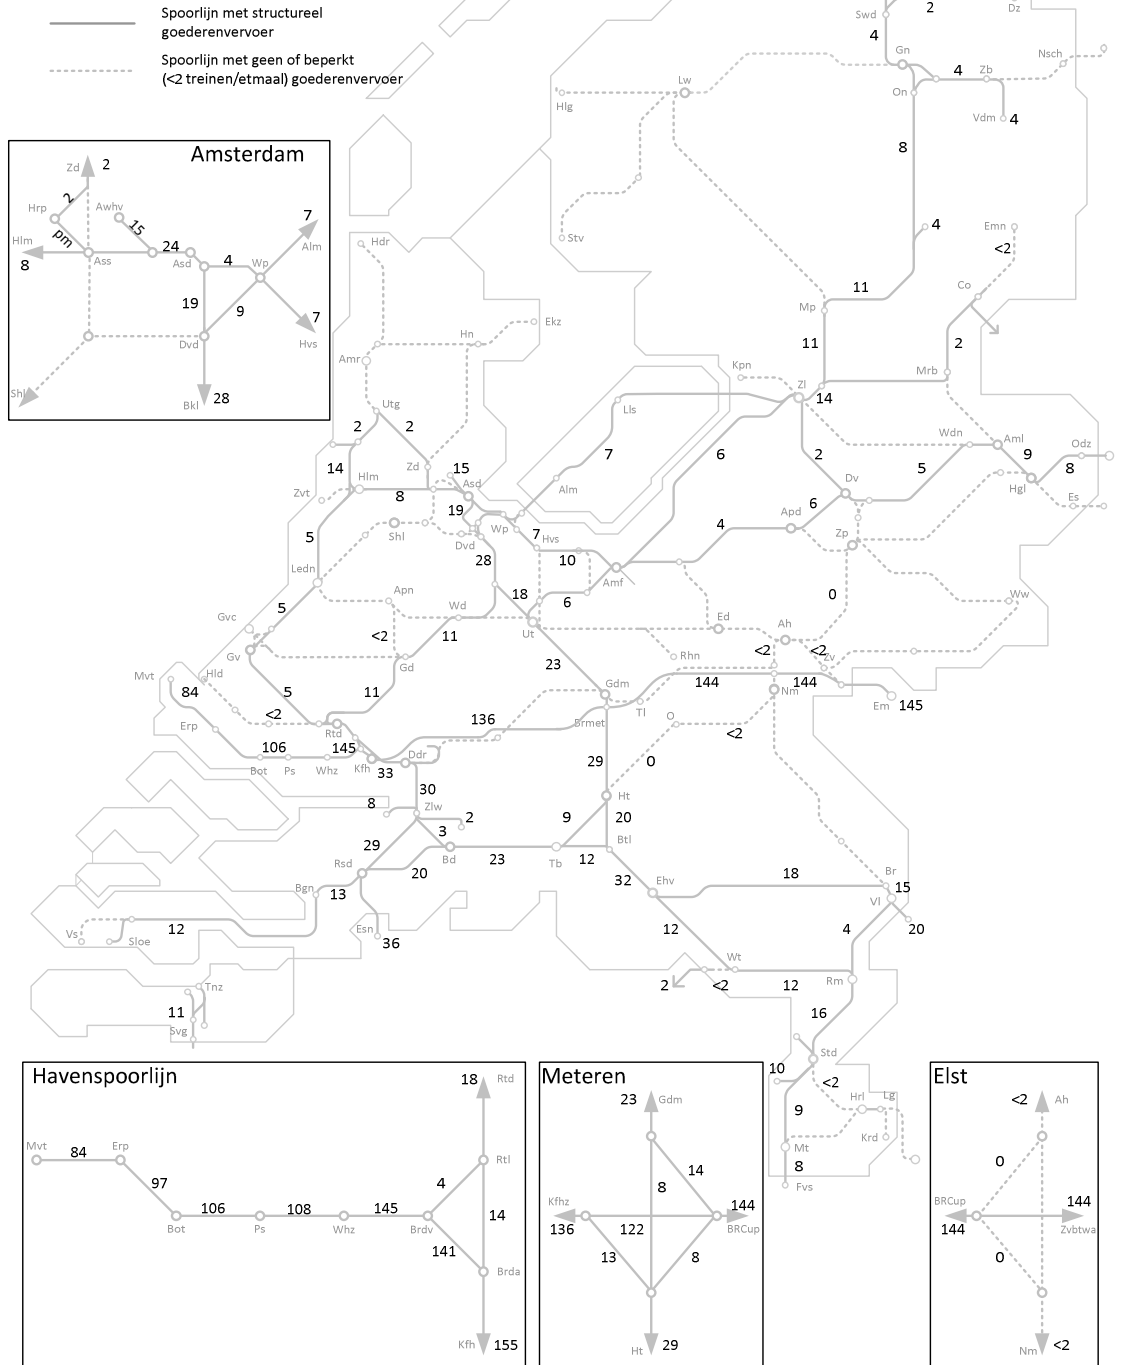 Spoorlijn met structureel
goederenvervoer
Spoorlijn met geen of beperkt
(<2 treinen/etmaal) goederenvervoer
Swd
2
Dz
4
Gn
4
Zb
Nsch
On
Vdm
4
Lw
Hlg
8
Stv
4
Emn
<2
Co
Mp
11
11
2
Mrb
Kpn
Zl
14
Amsterdam
Zd
2
Hrp
2
Awhv
15
pm
Hlm
8
Ass
24
Asd
4
Wp
7
Alm
19
9
7
Hvs
Dvd
Shl
Bkl
28
Hdr
Ekz
Hn
Amr
Utg
2
2
Zd
14
Hlm
8
15
Asd
Zvt
19
Shl
Dvd
Wp
7
Hvs
Alm
7
Lls
6
2
Dv
6
Apd
4
5
Wdn
Aml
9
Hgl
8
Odz
Es
Zp
5
Ledn
28
10
Amf
6
18
Ut
Apn
Wd
11
<2
Gd
5
Gvc
Gv
0
Ww
Ed
Ah
<2
<2
Zv
Rhn
23
Mvt
84
Hld
5
11
<2
Erp
Rtd
106
145
Bot
Ps
Whz
Kfh
33
Ddr
136
Gdm
Brmet
Tl
144
144
Nm
Em
145
O
<2
0
29
30
8
Zlw
2
3
29
Rsd
20
Bd
23
Tb
9
Ht
20
12
Btl
32
Ehv
18
Br
15
Vl
20
Bgn
13
Esn
36
Vs
Sloe
12
12
4
Wt
2
<2
12
Rm
Tnz
11
Svg
16
Std
10
<2
9
Hrl
Lg
Krd
Mt
8
Fvs
Havenspoorlijn
18
Rtd
Mvt
84
Erp
97
Rtl
4
106
108
145
14
Bot
Ps
Whz
Brdv
141
Brda
Kfh
155
Meteren
23
Gdm
14
8
Kfhz
144
136
122
BRCup
13
8
Ht
29
Elst
<2
Ah
0
BRCup
144
144
Zvbtwa
0
Nm
<2